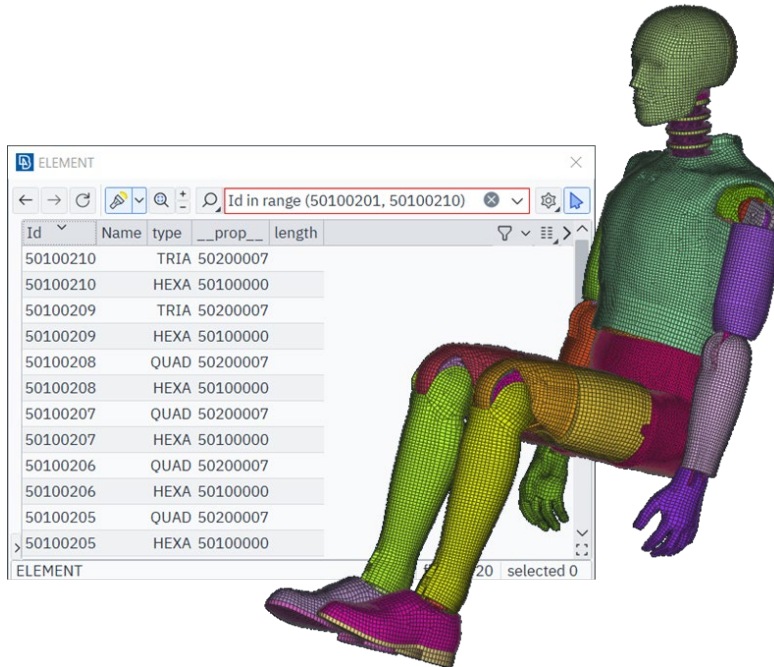 ELEMENT
Id in range (50100201, 50100210)
Id Name type __prop__ length
50100210 TRIA 50200007
50100210 HEXA 50100000
50100209 TRIA 50200007
50100209 HEXA 50100000
50100208 QUAD 50200007
50100208 HEXA 50100000
50100207 QUAD 50200007
50100207 HEXA 50100000
50100206 QUAD 50200007
50100206 HEXA 50100000
50100205 QUAD 50200007
50100205 HEXA 50100000
ELEMENT 20 selected 0